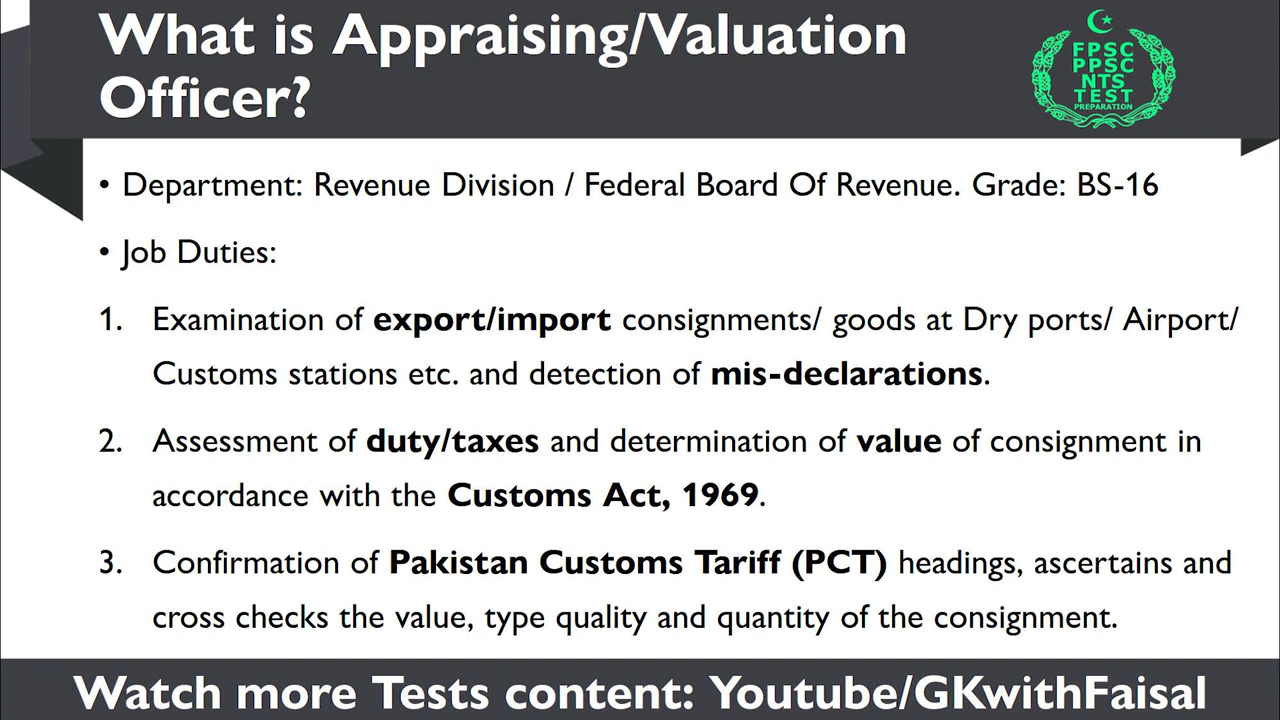 What is Appraising/Valuation
Officer?
FPSC
PPSC
NTS
TEST
PREPARATION
• Department: Revenue Division / Federal Board Of Revenue. Grade: BS-16
• Job Duties:
1. Examination of export/import consignments/ goods at Dry ports/ Airport/
Customs stations etc. and detection of mis-declarations.
2. Assessment of duty/taxes and determination of value of consignment in
accordance with the Customs Act, 1969.
3. Confirmation of Pakistan Customs Tariff (PCT) headings, ascertains and
cross checks the value, type quality and quantity of the consignment.
Watch more Tests content: Youtube/GKwithFaisal